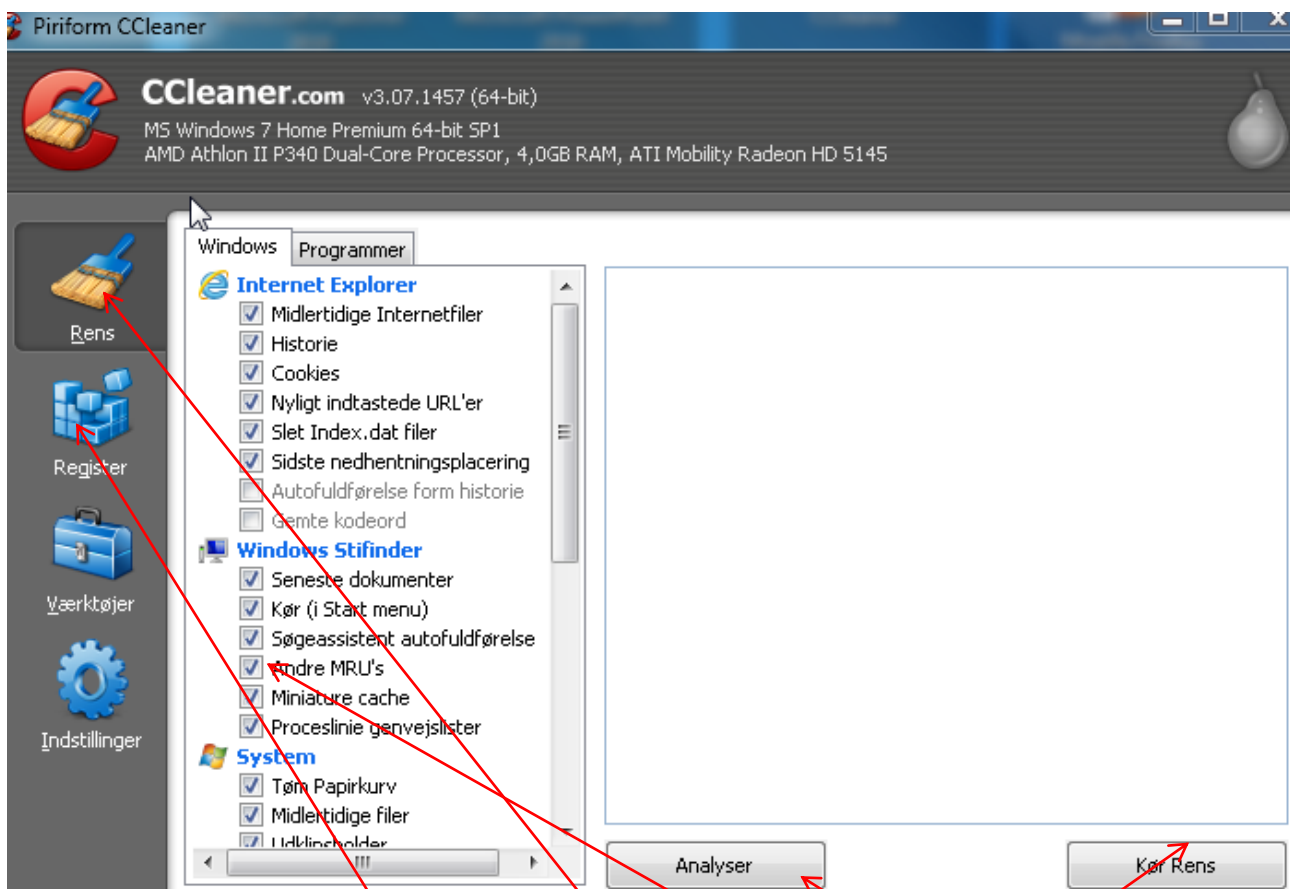 Piriform CCleaner
CCleaner.com v3.07.1457 (64-bit)
MS Windows 7 Home Premium 64-bit SP1
AMD Athlon II P340 Dual-Core Processor, 4,0GB RAM, ATI Mobility Radeon HD 5145
Rens
Register
Værktøjer
Indstillinger
Windows
Programmer
Internet Explorer
Midlertidige Internetfiler
Historie
Cookies
Nyligt indtastede URL'er
Slet Index.dat filer
Sidste nedhentningsplacering
Autofuldførelse form historie
Gemte kodeord
Windows Stifinder
Seneste dokumenter
Kør (i Start menu)
Søgeassistent autofuldførelse
Andre MRU's
Miniature cache
Proceslinie genvejslister
System
Tøm Papirkurv
Midlertidige filer
Udklipsholder
Analyser
Kør Rens